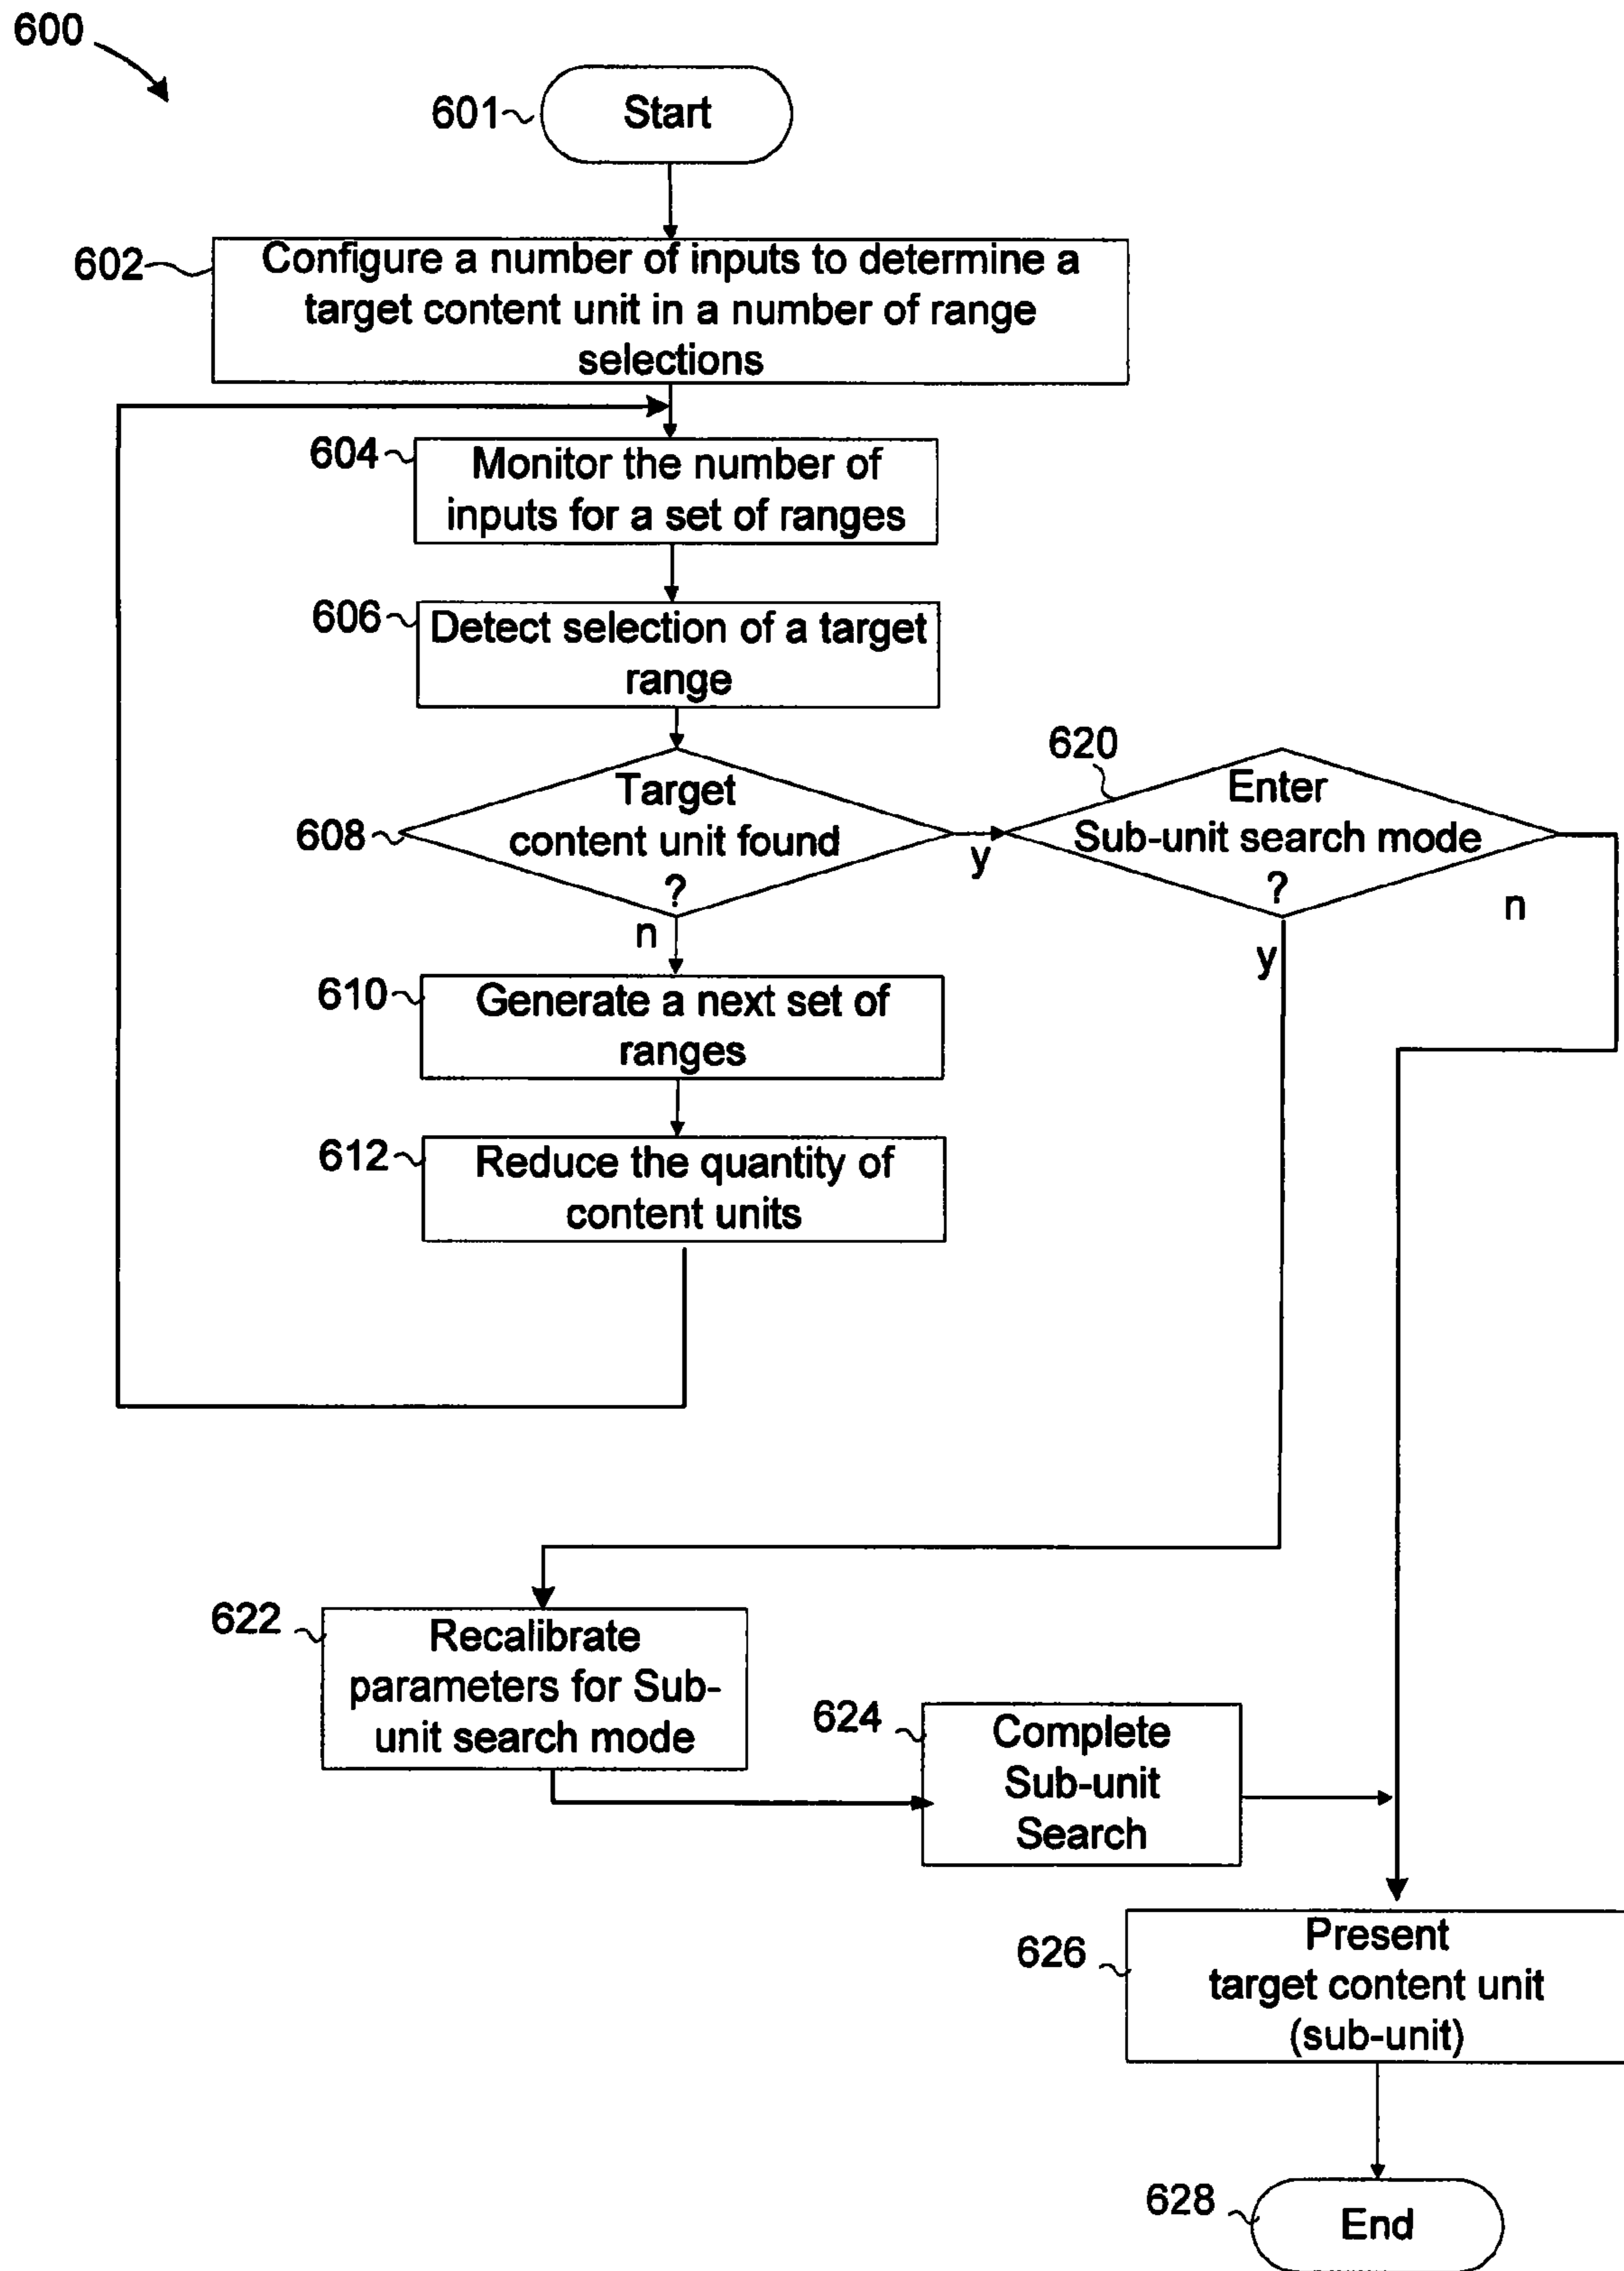 600
601
Start
602
Configure a number of inputs to determine a
target content unit in a number of range
selections
604
Monitor the number of
inputs for a set of ranges
606
Detect selection of a target
range
608
Target
content unit found
?
y
n
620
Enter
Sub-unit search mode
?
n
y
610
Generate a next set of
ranges
612
Reduce the quantity of
content units
622
Recalibrate
parameters for Sub-
unit search mode
624
Complete
Sub-unit
Search
626
Present
target content unit
(sub-unit)
628
End